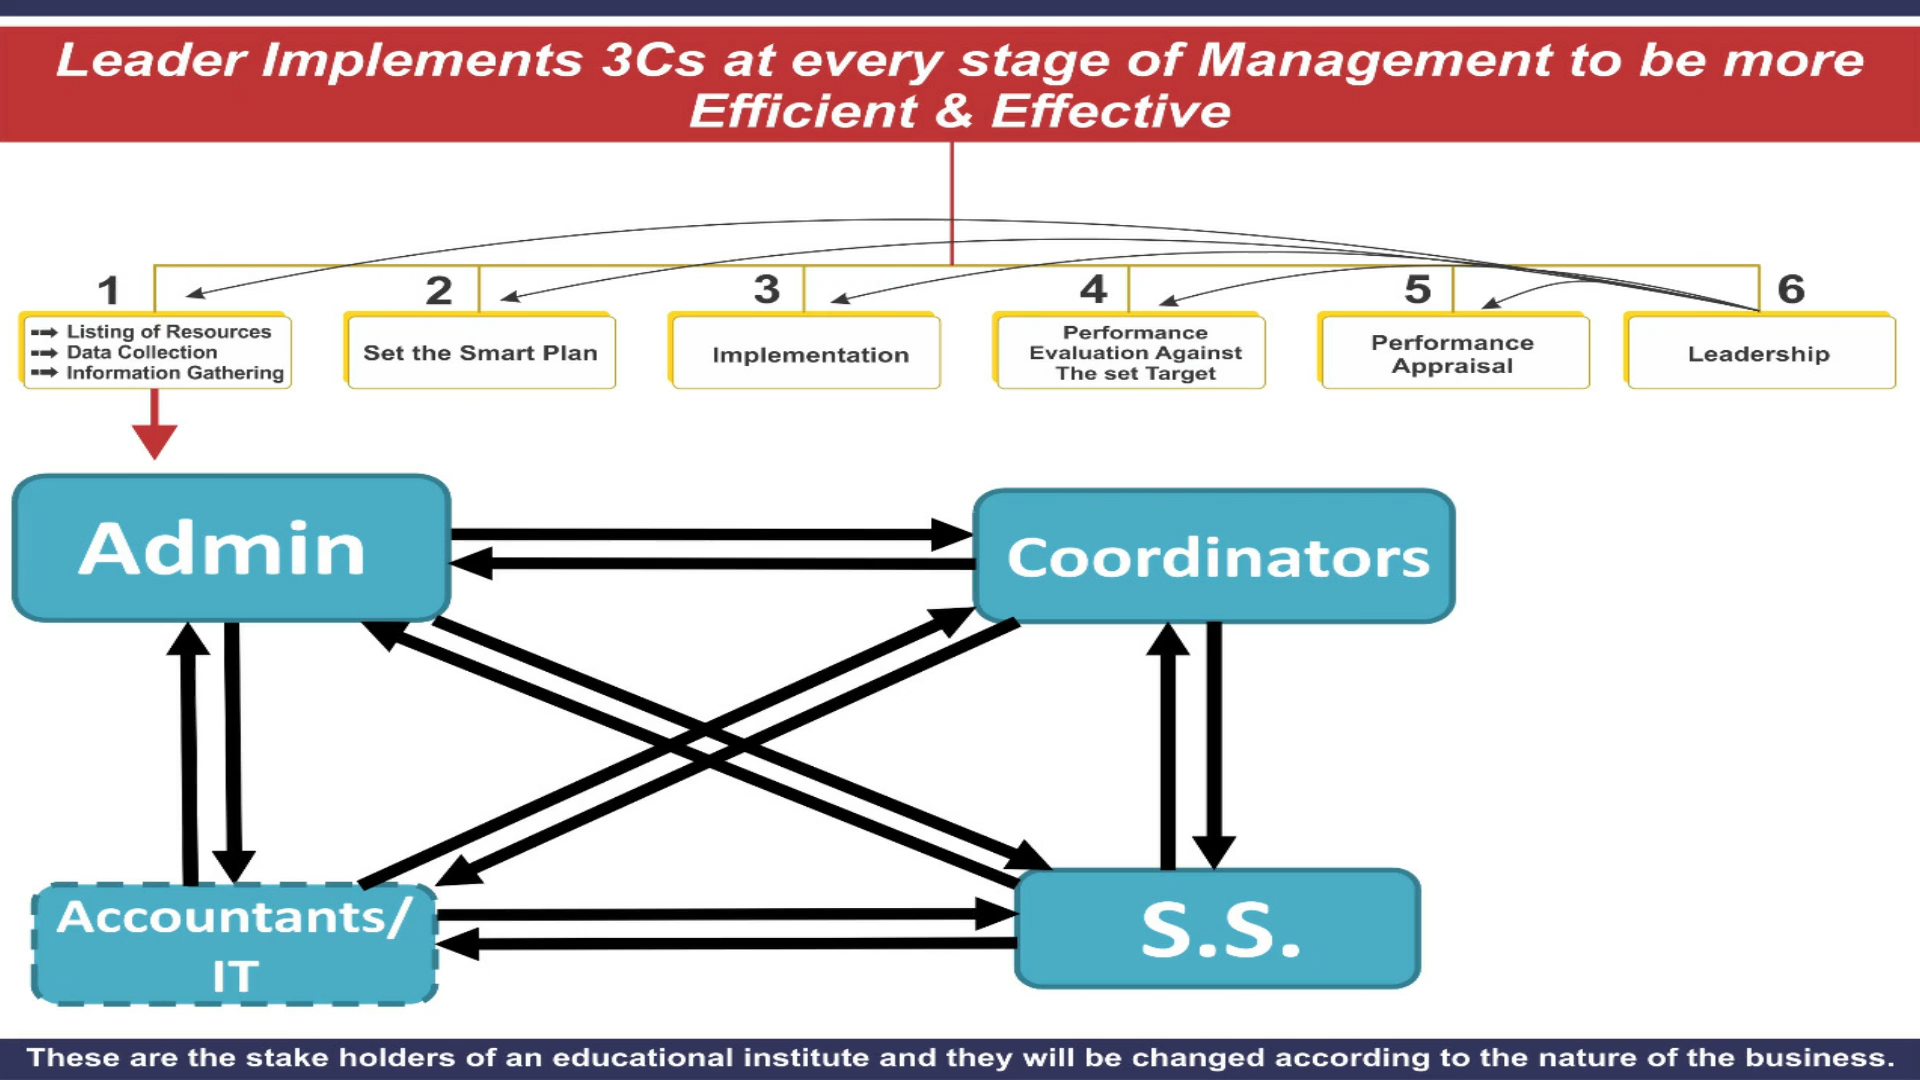 Leader Implements 3Cs at every stage of Management to be more
Efficient & Effective
1
2
3
4
5
6
Listing of Resources
Data Collection
Information Gathering
Set the Smart Plan
Implementation
Performance
Evaluation Against
The set Target
Performance
Appraisal
Leadership
Admin
Coordinators
Accountants/
IT
S.S.
These are the stake holders of an educational institute and they will be changed according to the nature of the business.